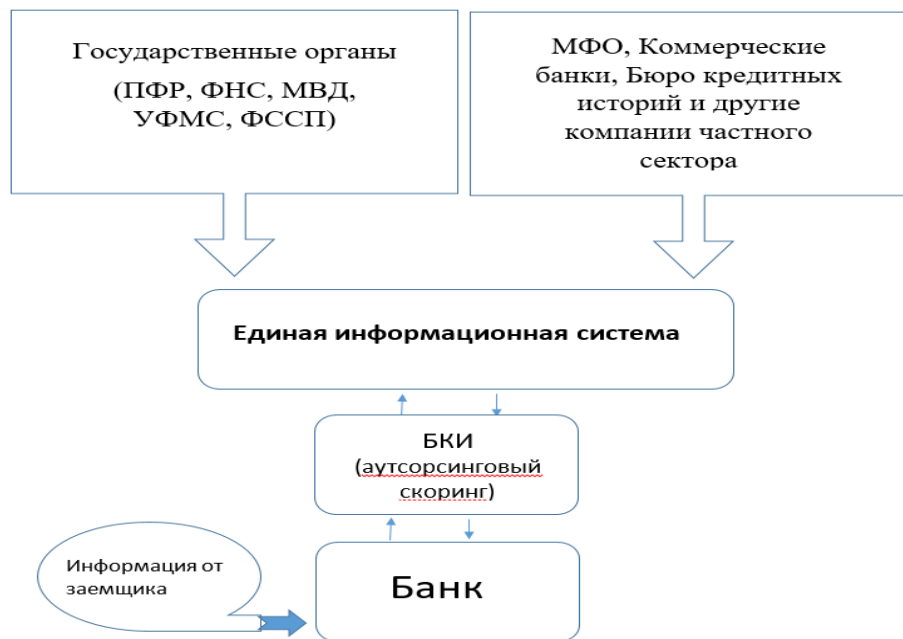 Государственные органы
(ПФР, ФНС, МВД,
УФМС, ФССП)
МФО, Коммерческие
банки, Бюро кредитных
историй и другие
компании частного
сектора
Единая информационная система
БКИ
(аутсорсинговый
скоринг)
Информация от
заемщика
Банк